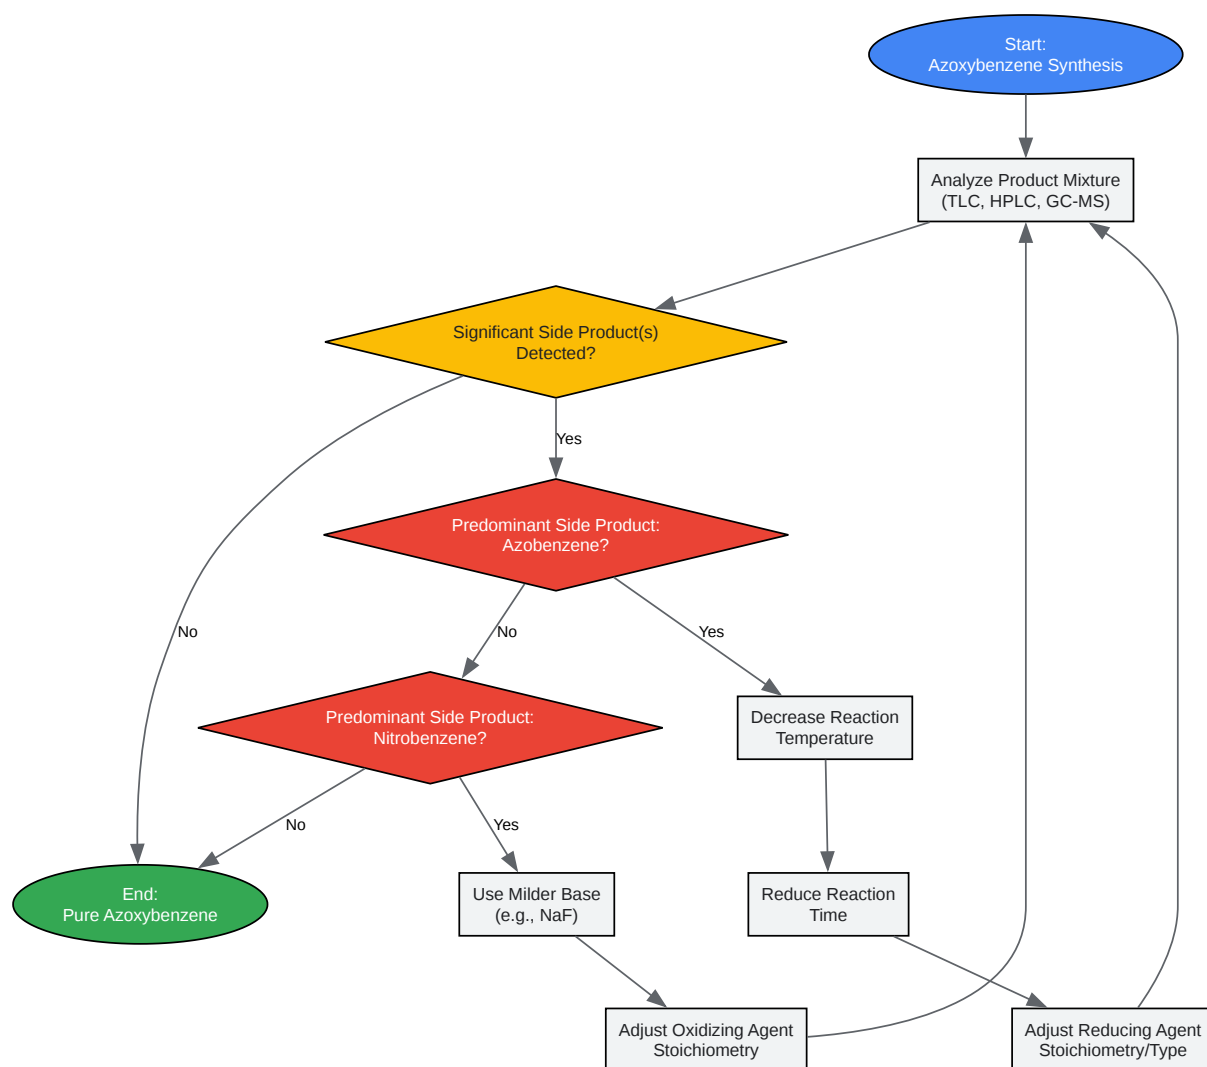 Start:
Azoxybenzene Synthesis
Analyze Product Mixture
(TLC, HPLC, GC-MS)
Significant Side Product(s)
Detected?
Yes
Predominant Side Product:
Azobenzene?
No
No
Yes
Predominant Side Product:
Nitrobenzene?
Decrease Reaction
Temperature
No
Yes
End:
Pure Azoxybenzene
Use Milder Base
(e.g., NaF)
Reduce Reaction
Time
Adjust Oxidizing Agent
Stoichiometry
Adjust Reducing Agent
Stoichiometry/Type